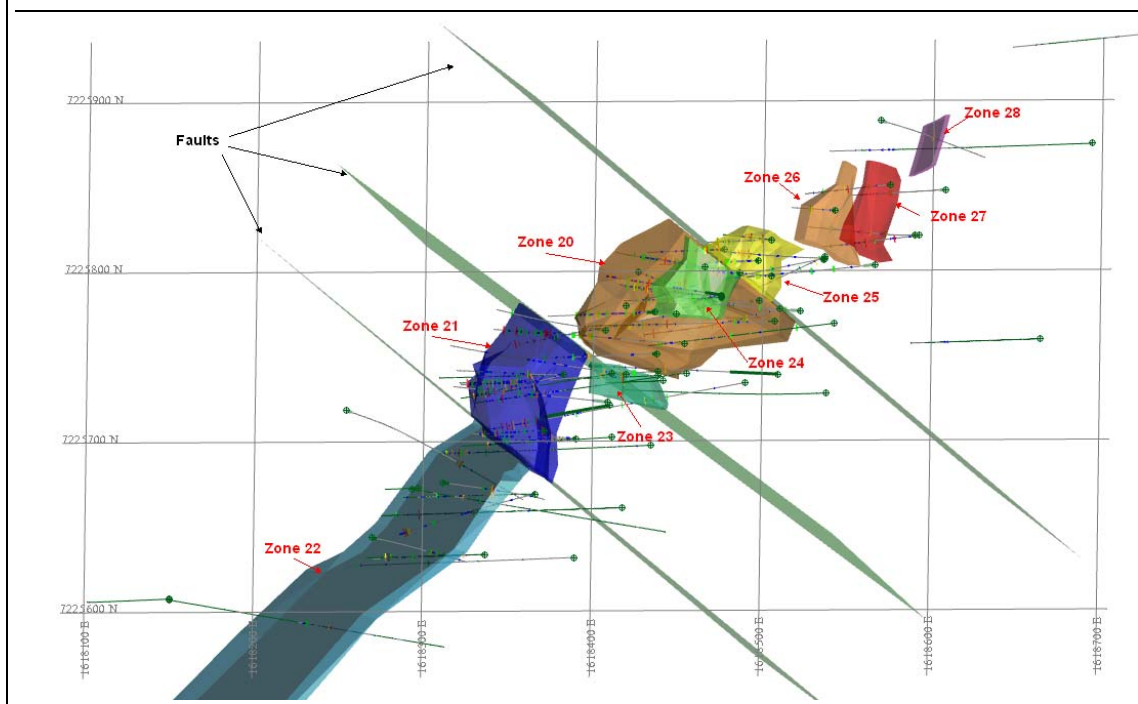 7225900 N
Faults
Zone 28
Zone 26
Zone 27
Zone 20
7225800 N
Zone 25
Zone 21
Zone 24
Zone 23
7225700 N
Zone 22
7225600 N
1618100 E
1618200 E
1618300 E
1618400 E
1618500 E
1618600 E
1618700 E